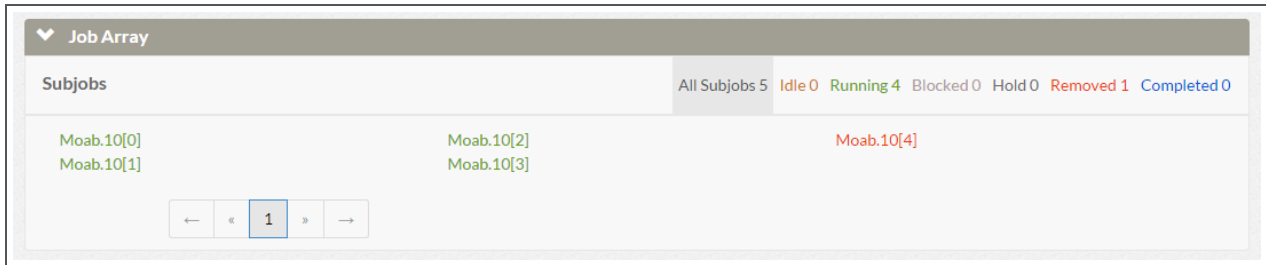 Job Array
Subjobs All Subjobs 5 Idle 0 Running 4 Blocked 0 Hold 0 Removed 1 Completed 0
Moab.10[0] Moab.10[2] Moab.10[4]
Moab.10[1] Moab.10[3]
← « 1 » →